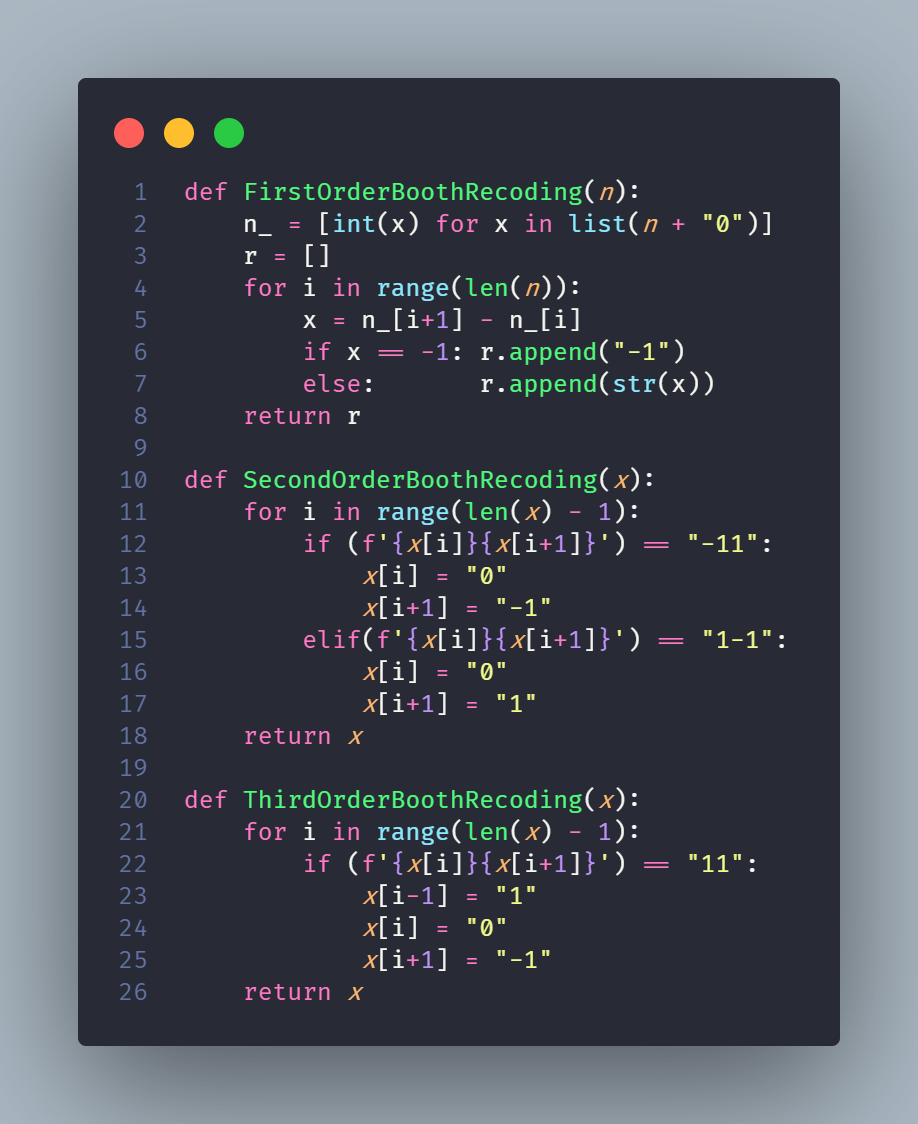 1 def FirstOrderBoothRecoding(n):
2     n_ = [int(x) for x in list(n + "0")]
3     r = []
4     for i in range(len(n)):
5         x = n_[i+1] - n_[i]
6         if x == -1: r.append("-1")
7         else:       r.append(str(x))
8     return r
9
10 def SecondOrderBoothRecoding(x):
11     for i in range(len(x) - 1):
12         if (f'{x[i]}{x[i+1]}') == "-11":
13             x[i] = "0"
14             x[i+1] = "-1"
15         elif(f'{x[i]}{x[i+1]}') == "1-1":
16             x[i] = "0"
17             x[i+1] = "1"
18     return x
19
20 def ThirdOrderBoothRecoding(x):
21     for i in range(len(x) - 1):
22         if (f'{x[i]}{x[i+1]}') == "11":
23             x[i-1] = "1"
24             x[i] = "0"
25             x[i+1] = "-1"
26     return x